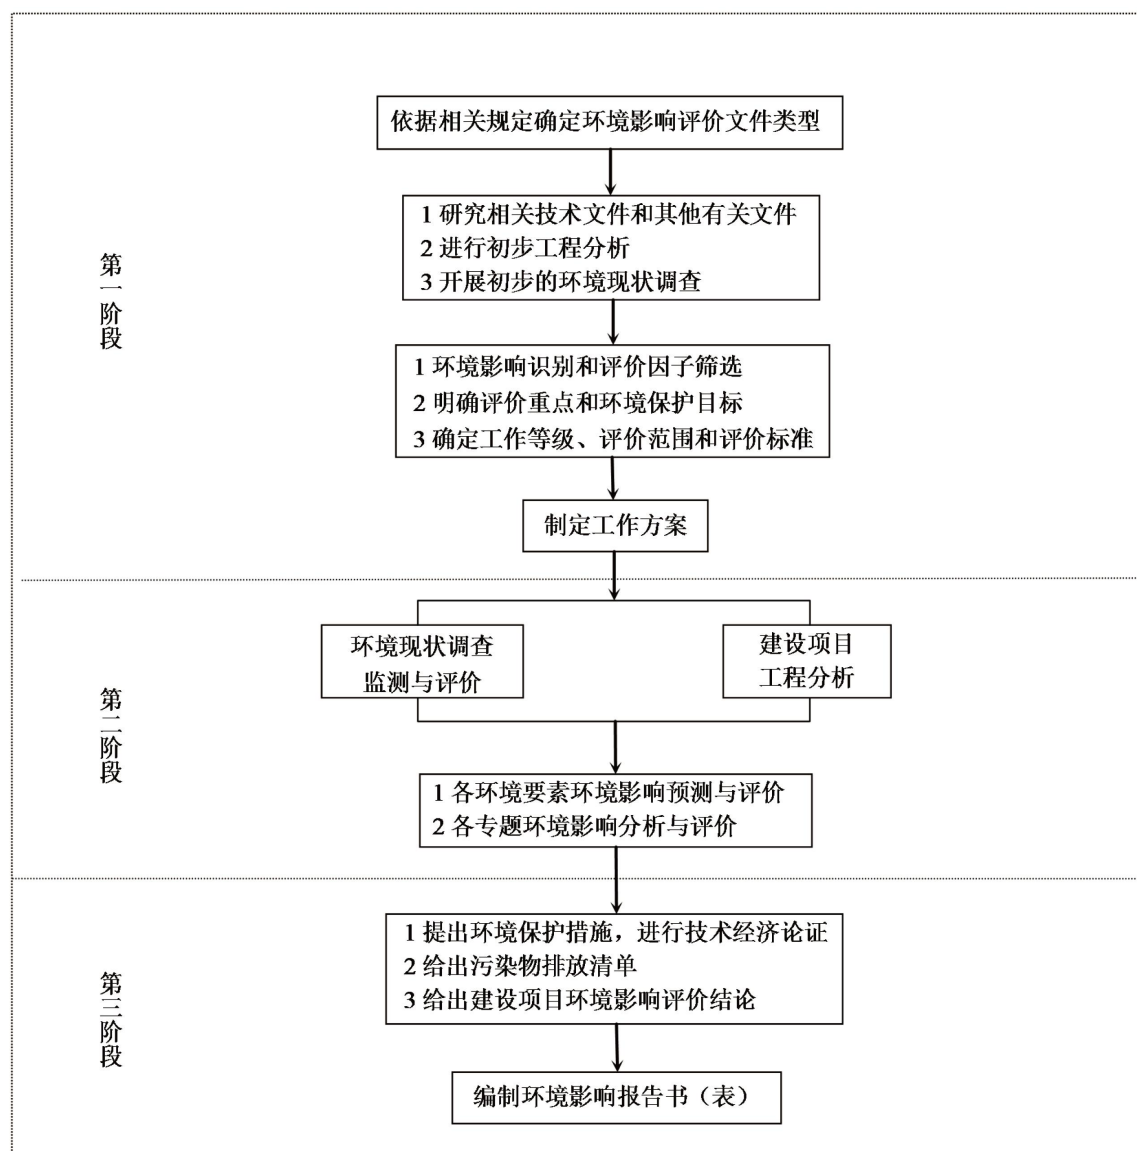 依据相关规定确定环境影响评价文件类型
1 研究相关技术文件和其他有关文件
2 进行初步工程分析
3 开展初步的环境现状调查
第一阶段
1 环境影响识别和评价因子筛选
2 明确评价重点和环境保护目标
3 确定工作等级、评价范围和评价标准
制定工作方案
环境现状调查
监测与评价
建设项目
工程分析
第二阶段
1 各环境要素环境影响预测与评价
2 各专题环境影响分析与评价
1 提出环境保护措施，进行技术经济论证
2 给出污染物排放清单
3 给出建设项目环境影响评价结论
第三阶段
编制环境影响报告书（表）